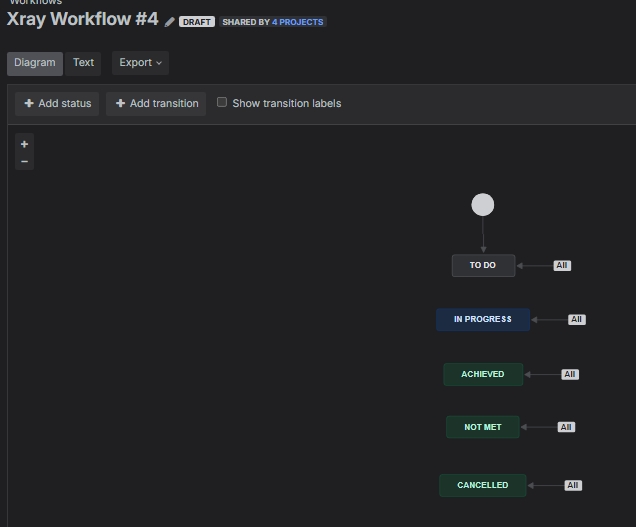 Workflows
Xray Workflow #4 DRAFT SHARED BY 4 PROJECTS
Diagram Text Export
+ Add status + Add transition Show transition labels
+
−
TO DO All
IN PROGRESS All
ACHIEVED All
NOT MET All
CANCELLED All